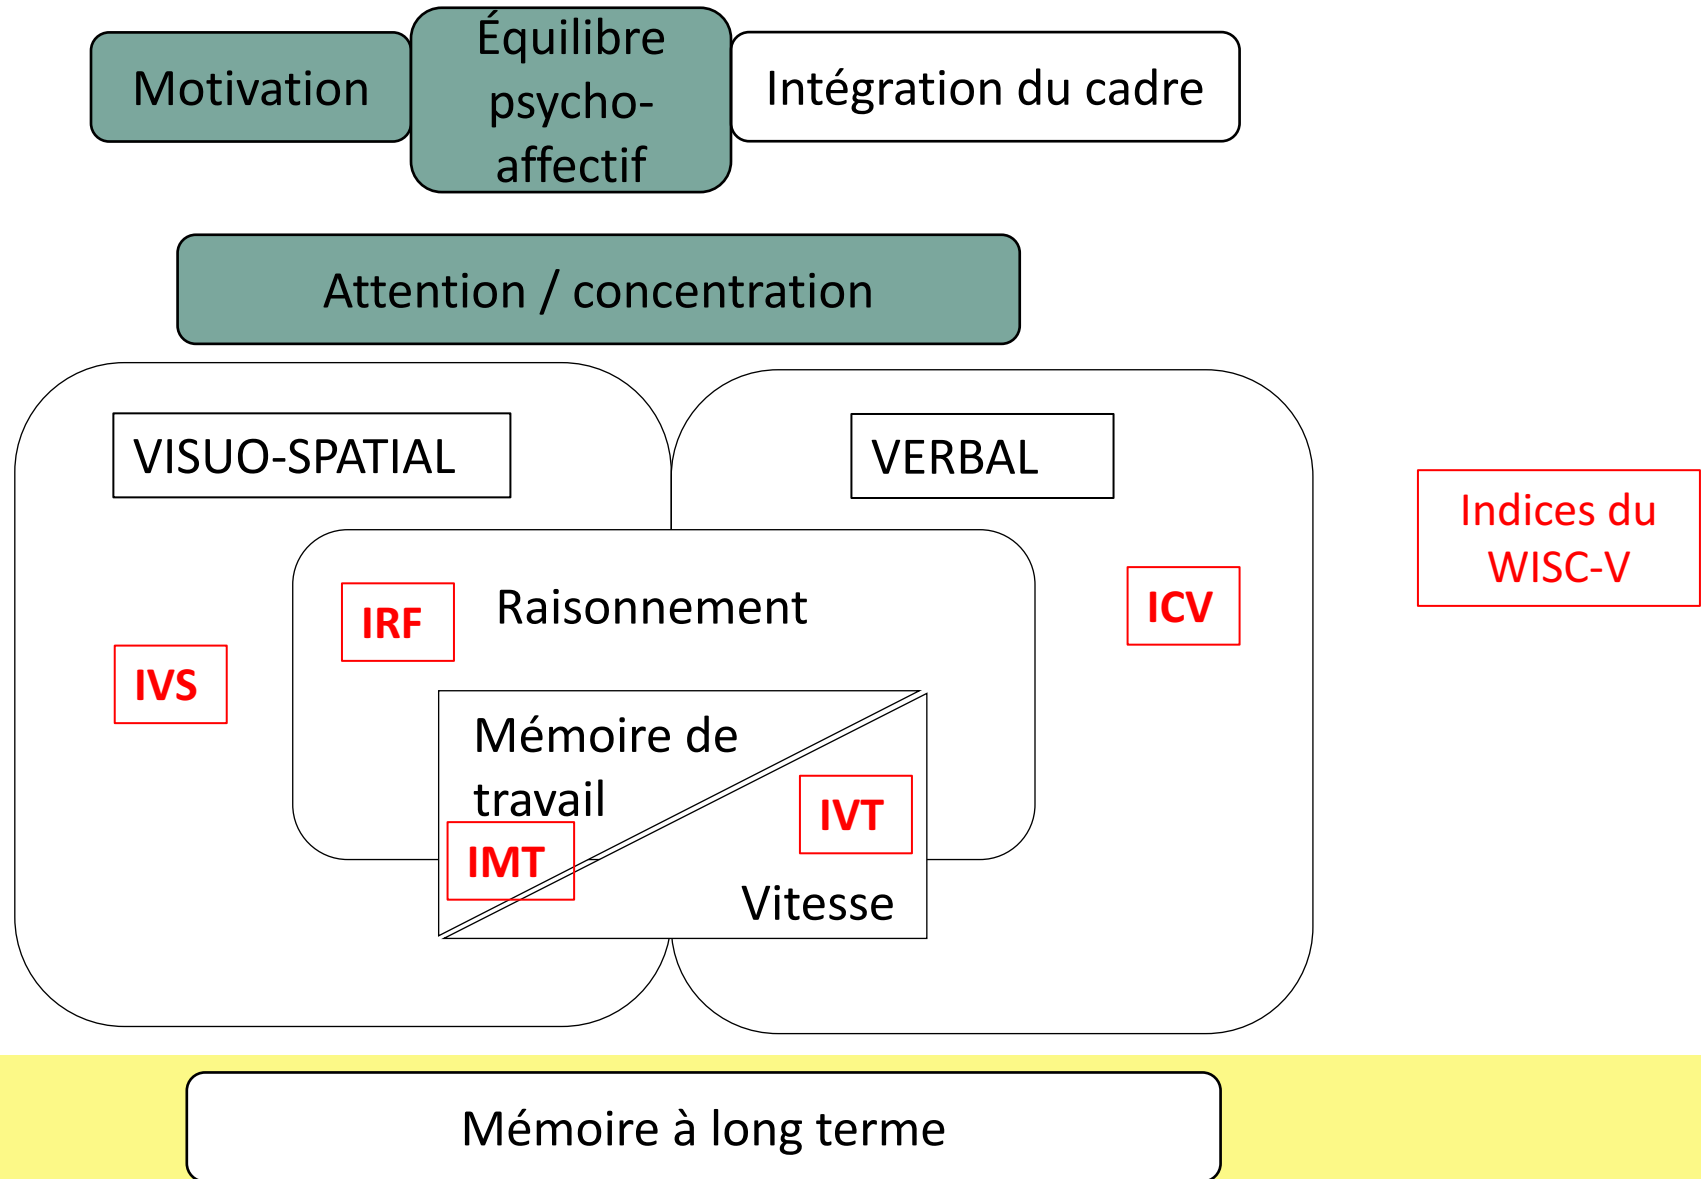 Motivation
Équilibre
psycho-
affectif
Intégration du cadre
Attention / concentration
VISUO-SPATIAL
VERBAL
Indices du
WISC-V
IRF
Raisonnement
ICV
IVS
Mémoire de
travail
IVT
IMT
Vitesse
Mémoire à long terme